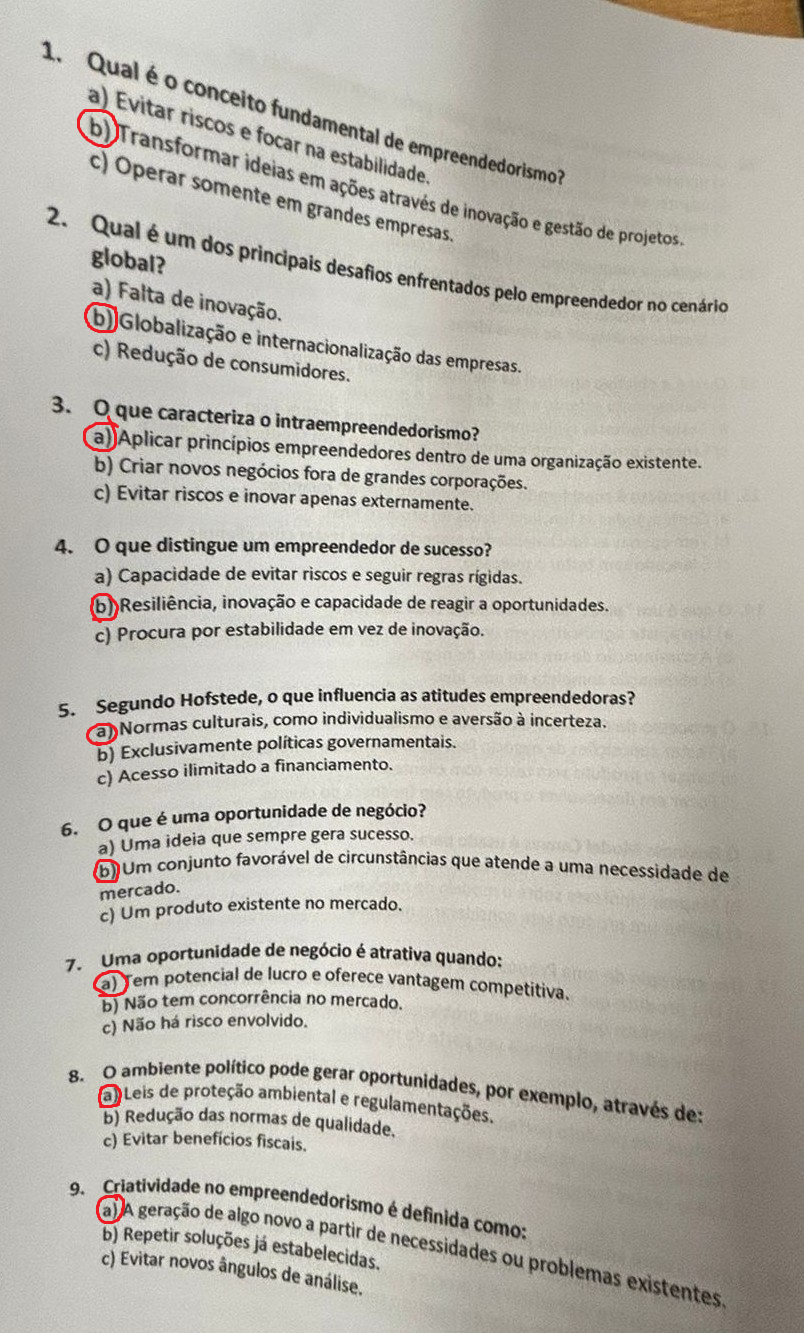 1. Qual é o conceito fundamental de empreendedorismo?
a) Evitar riscos e focar na estabilidade.
b) Transformar ideias em ações através de inovação e gestão de projetos.
c) Operar somente em grandes empresas.
2. Qual é um dos principais desafios enfrentados pelo empreendedor no cenário
global?
a) Falta de inovação.
b) Globalização e internacionalização das empresas.
c) Redução de consumidores.
3. O que caracteriza o intraempreendedorismo?
a) Aplicar princípios empreendedores dentro de uma organização existente.
b) Criar novos negócios fora de grandes corporações.
c) Evitar riscos e inovar apenas externamente.
4. O que distingue um empreendedor de sucesso?
a) Capacidade de evitar riscos e seguir regras rígidas.
b) Resiliência, inovação e capacidade de reagir a oportunidades.
c) Procura por estabilidade em vez de inovação.
5. Segundo Hofstede, o que influencia as atitudes empreendedoras?
a) Normas culturais, como individualismo e aversão à incerteza.
b) Exclusivamente políticas governamentais.
c) Acesso ilimitado a financiamento.
6. O que é uma oportunidade de negócio?
a) Uma ideia que sempre gera sucesso.
b) Um conjunto favorável de circunstâncias que atende a uma necessidade de
mercado.
c) Um produto existente no mercado.
7. Uma oportunidade de negócio é atrativa quando:
a) Tem potencial de lucro e oferece vantagem competitiva.
b) Não tem concorrência no mercado.
c) Não há risco envolvido.
8. O ambiente político pode gerar oportunidades, por exemplo, através de:
a) Leis de proteção ambiental e regulamentações.
b) Redução das normas de qualidade.
c) Evitar benefícios fiscais.
9. Criatividade no empreendedorismo é definida como:
a) A geração de algo novo a partir de necessidades ou problemas existentes.
b) Repetir soluções já estabelecidas.
c) Evitar novos ângulos de análise.